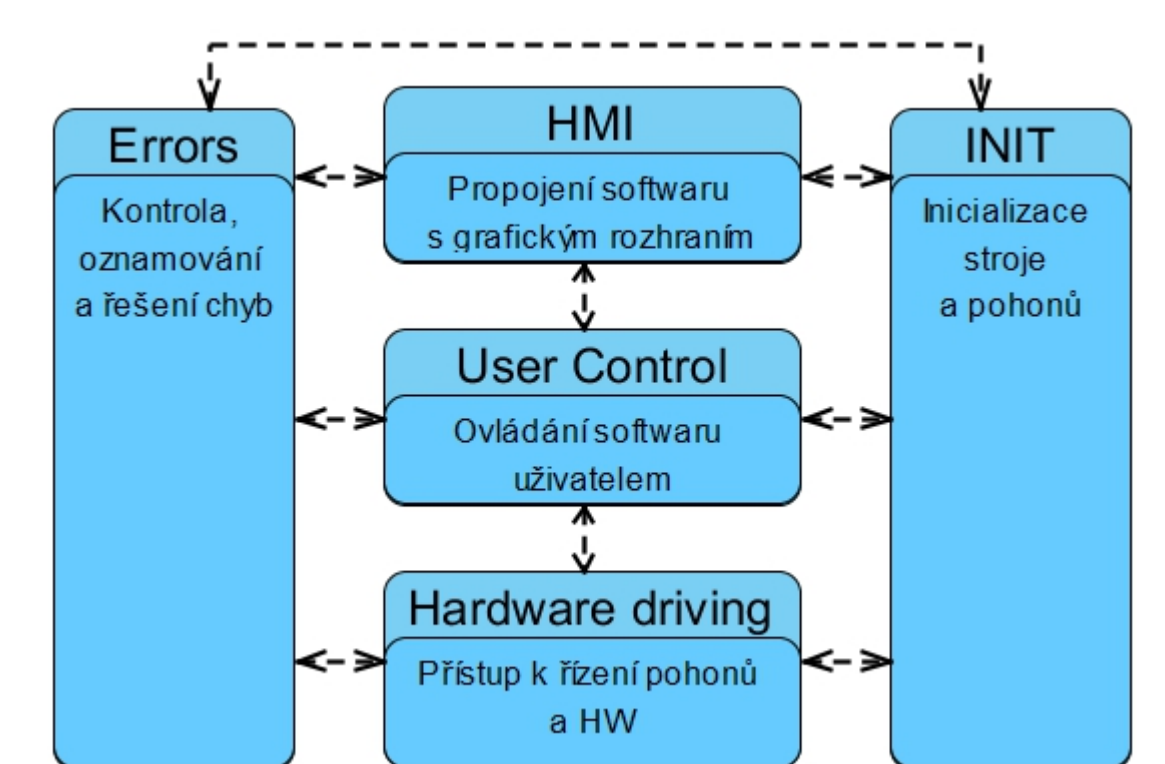 Errors
Kontrola,
oznamování
a řešení chyb
HMI
Propojení softwaru
s grafickým rozhraním
User Control
Ovládání softwaru
uživatelem
Hardware driving
Přístup k řízení pohonů
a HW
INIT
Inicializace
stroje
a pohonů